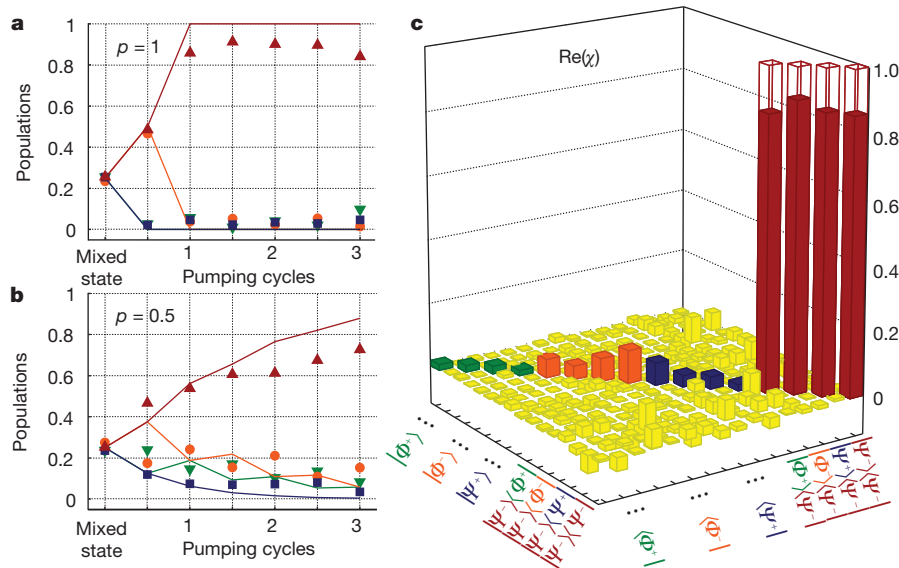 a
1
p = 1
0.8
0.6
0.4
0.2
0
Populations
Mixed
state
1
2
3
Pumping cycles
b
1
p = 0.5
0.8
0.6
0.4
0.2
0
Populations
Mixed
state
1
2
3
Pumping cycles
c
Re(χ)
1.0
0.8
0.6
0.4
0.2
0
...
|Φ⁺⟩
...
|Φ⁻⟩
...
|Ψ⁺⟩
|Ψ⁻⟩⟨Φ⁺|
|Ψ⁻⟩⟨Φ⁻|
|Ψ⁻⟩⟨Ψ⁺|
|Ψ⁻⟩⟨Ψ⁻|
...
|Φ⁺⟩
...
|Φ⁻⟩
...
|Ψ⁺⟩
|Ψ⁻⟩⟨Φ⁺|
|Ψ⁻⟩⟨Φ⁻|
|Ψ⁻⟩⟨Ψ⁺|
|Ψ⁻⟩⟨Ψ⁻|